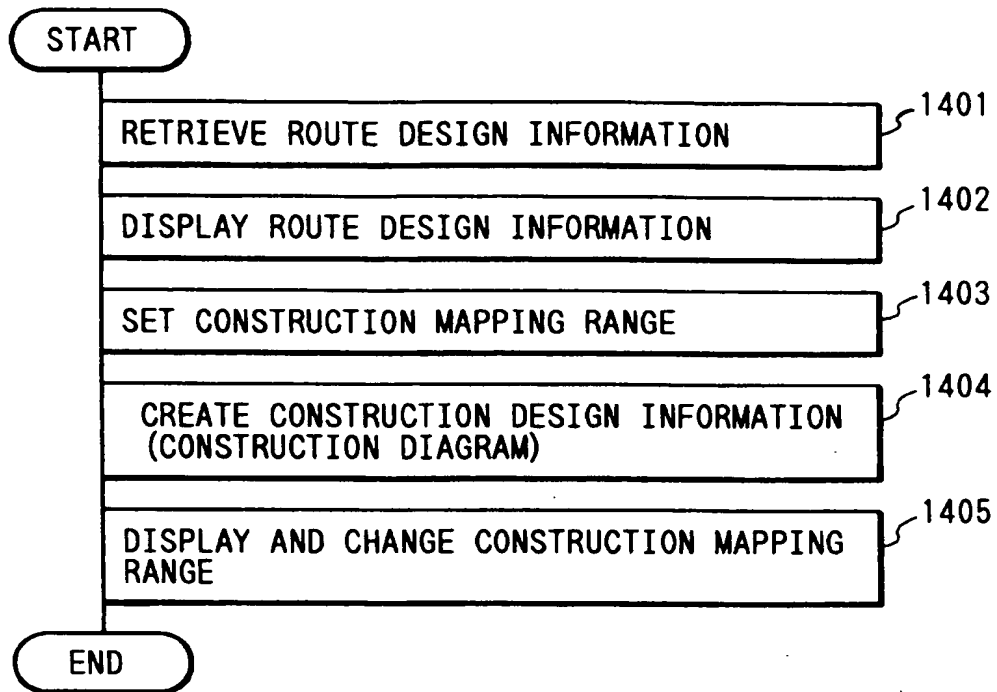 START
1401
RETRIEVE ROUTE DESIGN INFORMATION
1402
DISPLAY ROUTE DESIGN INFORMATION
1403
SET CONSTRUCTION MAPPING RANGE
1404
CREATE CONSTRUCTION DESIGN INFORMATION
(CONSTRUCTION DIAGRAM)
1405
DISPLAY AND CHANGE CONSTRUCTION MAPPING
RANGE
END